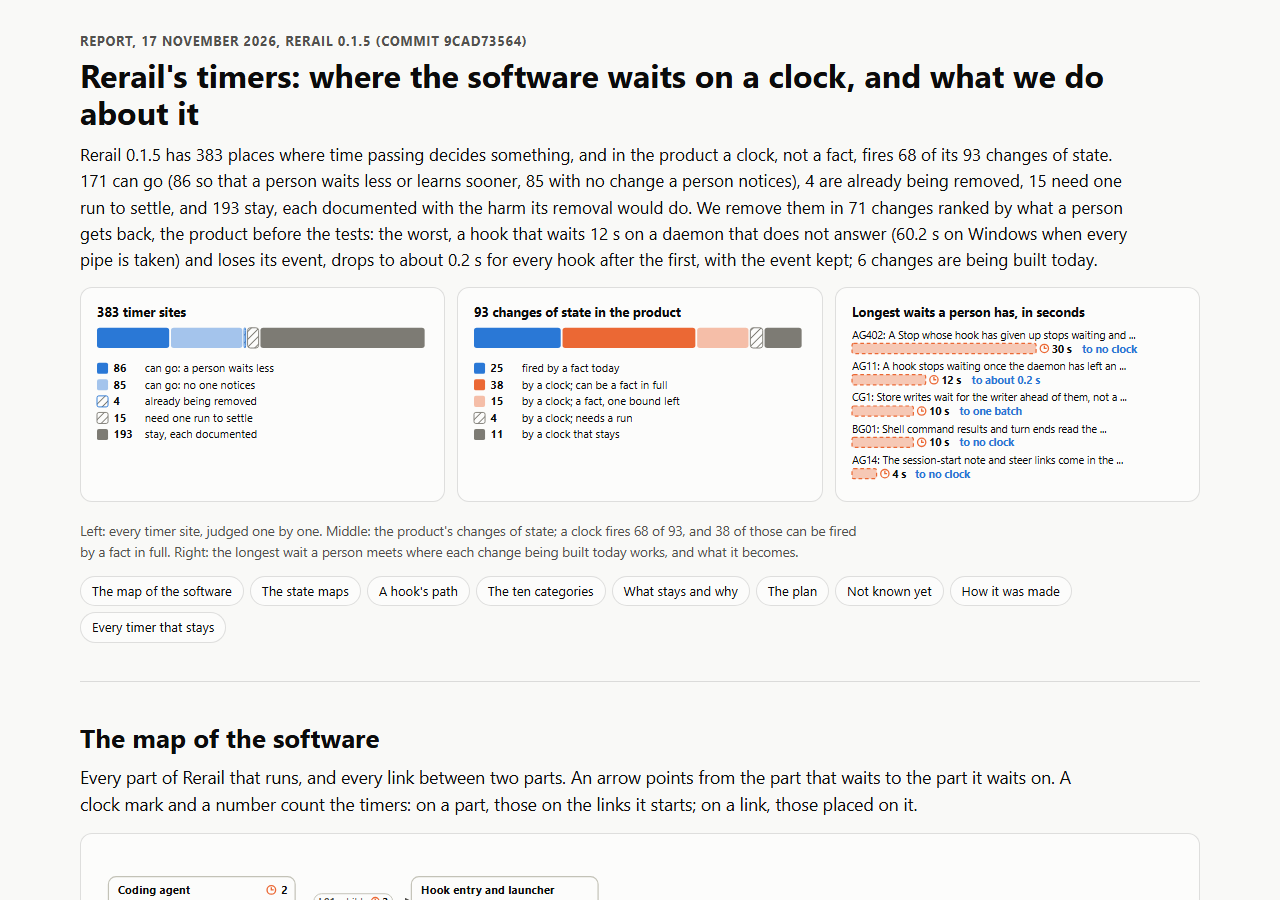 REPORT, 17 NOVEMBER 2026, RERAIL 0.1.5 (COMMIT 9CAD73564)
Rerail's timers: where the software waits on a clock, and what we do
about it
Rerail 0.1.5 has 383 places where time passing decides something, and in the product a clock, not a fact, fires 68 of its 93 changes of state.
171 can go (86 so that a person waits less or learns sooner, 85 with no change a person notices), 4 are already being removed, 15 need one
run to settle, and 193 stay, each documented with the harm its removal would do. We remove them in 71 changes ranked by what a person
gets back, the product before the tests: the worst, a hook that waits 12 s on a daemon that does not answer (60.2 s on Windows when every
pipe is taken) and loses its event, drops to about 0.2 s for every hook after the first, with the event kept; 6 changes are being built today.
383 timer sites
86 can go: a person waits less
85 can go: no one notices
4 already being removed
15 need one run to settle
193 stay, each documented
93 changes of state in the product
25 fired by a fact today
38 by a clock; can be a fact in full
15 by a clock; a fact, one bound left
4 by a clock; needs a run
11 by a clock that stays
Longest waits a person has, in seconds
AG402: A Stop whose hook has given up stops waiting and ...
30 s to no clock
AG11: A hook stops waiting once the daemon has left an ...
12 s to about 0.2 s
CG1: Store writes wait for the writer ahead of them, not a ...
10 s to one batch
BG01: Shell command results and turn ends read the ...
10 s to no clock
AG14: The session-start note and steer links come in the ...
4 s to no clock
Left: every timer site, judged one by one. Middle: the product's changes of state; a clock fires 68 of 93, and 38 of those can be fired
by a fact in full. Right: the longest wait a person meets where each change being built today works, and what it becomes.
The map of the software
The state maps
A hook's path
The ten categories
What stays and why
The plan
Not known yet
How it was made
Every timer that stays
The map of the software
Every part of Rerail that runs, and every link between two parts. An arrow points from the part that waits to the part it waits on. A
clock mark and a number count the timers: on a part, those on the links it starts; on a link, those placed on it.
Coding agent 2
Hook entry and launcher